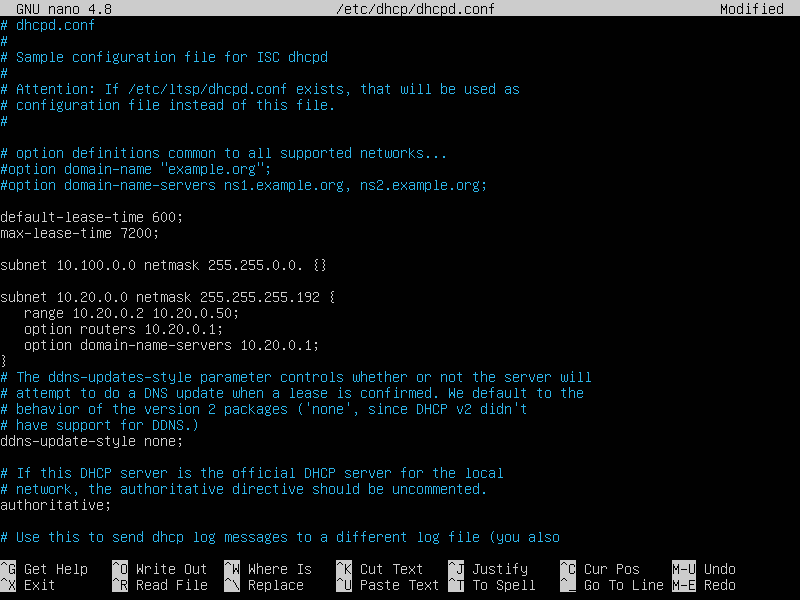 GNU nano 4.8 /etc/dhcp/dhcpd.conf Modified
# dhcpd.conf
#
# Sample configuration file for ISC dhcpd
#
# Attention: If /etc/ltsp/dhcpd.conf exists, that will be used as
# configuration file instead of this file.
#
# option definitions common to all supported networks...
#option domain-name "example.org";
#option domain-name-servers ns1.example.org, ns2.example.org;
default-lease-time 600;
max-lease-time 7200;
subnet 10.100.0.0 netmask 255.255.0.0. {}
subnet 10.20.0.0 netmask 255.255.255.192 {
range 10.20.0.2 10.20.0.50;
option routers 10.20.0.1;
option domain-name-servers 10.20.0.1;
}
# The ddns-updates-style parameter controls whether or not the server will
# attempt to do a DNS update when a lease is confirmed. We default to the
# behavior of the version 2 packages ('none', since DHCP v2 didn't
# have support for DDNS.)
ddns-update-style none;
# If this DHCP server is the official DHCP server for the local
# network, the authoritative directive should be uncommented.
authoritative;
# Use this to send dhcp log messages to a different log file (you also
^G Get Help ^O Write Out ^W Where Is ^K Cut Text ^J Justify ^C Cur Pos M-U Undo
^X Exit ^R Read File ^\ Replace ^U Paste Text ^T To Spell ^_ Go To Line M-E Redo